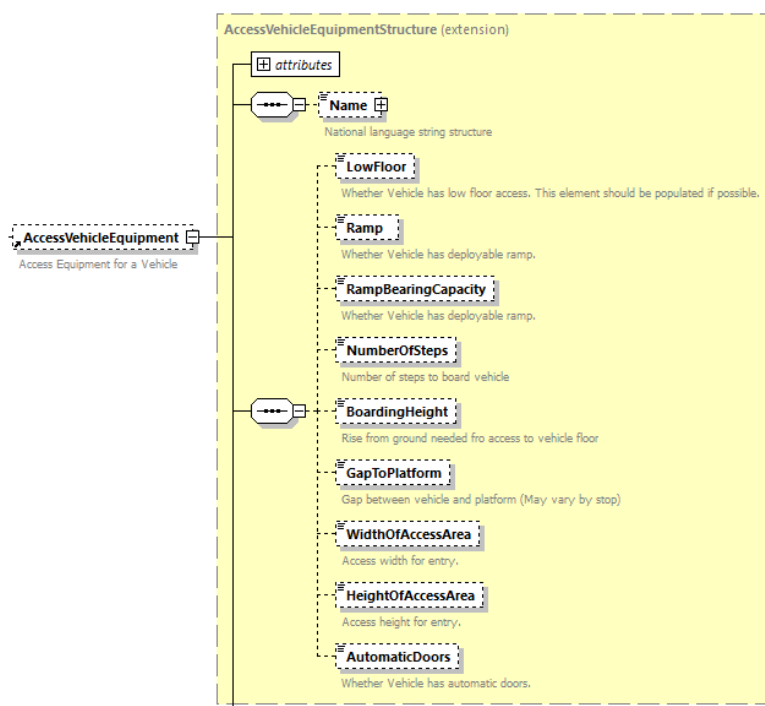 AccessVehicleEquipmentStructure (extension)
attributes
Name
National language string structure
LowFloor
Whether Vehicle has low floor access. This element should be populated if possible.
AccessVehicleEquipment
Access Equipment for a Vehicle
Ramp
Whether Vehicle has deployable ramp.
RampBearingCapacity
Whether Vehicle has deployable ramp.
NumberOfSteps
Number of steps to board vehicle
BoardingHeight
Rise from ground needed fro access to vehicle floor
GapToPlatform
Gap between vehicle and platform (May vary by stop)
WidthOfAccessArea
Access width for entry.
HeightOfAccessArea
Access height for entry.
AutomaticDoors
Whether Vehicle has automatic doors.